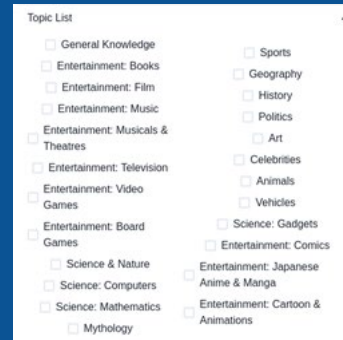 Topic List
General Knowledge
Entertainment: Books
Entertainment: Film
Entertainment: Music
Entertainment: Musicals &
Theatres
Entertainment: Television
Entertainment: Video
Games
Entertainment: Board
Games
Science & Nature
Science: Computers
Science: Mathematics
Mythology
Sports
Geography
History
Politics
Art
Celebrities
Animals
Vehicles
Science: Gadgets
Entertainment: Comics
Entertainment: Japanese
Anime & Manga
Entertainment: Cartoon &
Animations